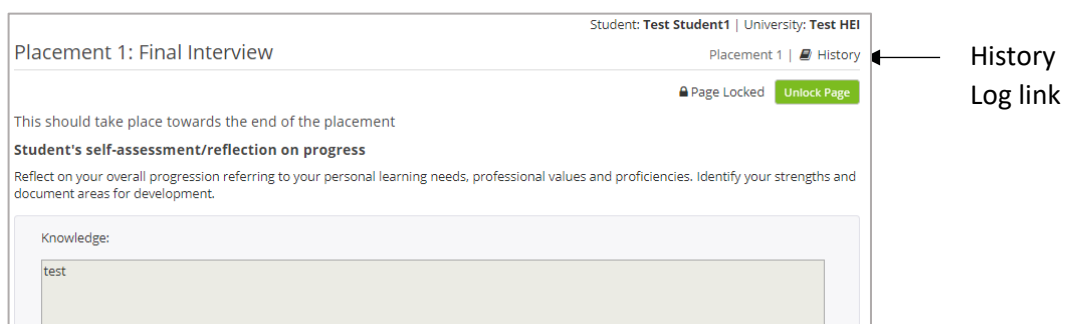 Student: Test Student1 | University: Test HEI
Placement 1: Final Interview
Placement 1 | History
History
Log link
Page Locked
Unlock Page
This should take place towards the end of the placement
Student's self-assessment/reflection on progress
Reflect on your overall progression referring to your personal learning needs, professional values and proficiencies. Identify your strengths and
document areas for development.
Knowledge:
test